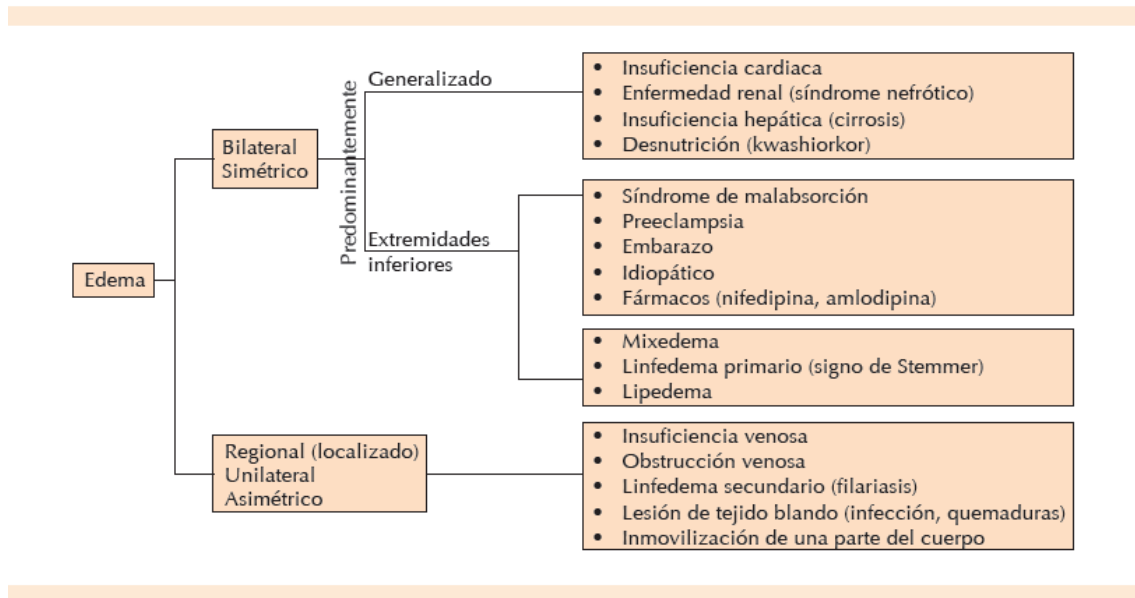 Generalizado
• Insuficiencia cardiaca
• Enfermedad renal (síndrome nefrótico)
• Insuficiencia hepática (cirrosis)
• Desnutrición (kwashiorkor)
Bilateral
Simétrico
Predominantemente
Extremidades
inferiores
• Síndrome de malabsorción
• Preeclampsia
• Embarazo
• Idiopático
• Fármacos (nifedipina, amlodipina)
Edema
• Mixedema
• Linfedema primario (signo de Stemmer)
• Lipedema
Regional (localizado)
Unilateral
Asimétrico
• Insuficiencia venosa
• Obstrucción venosa
• Linfedema secundario (filariasis)
• Lesión de tejido blando (infección, quemaduras)
• Inmovilización de una parte del cuerpo